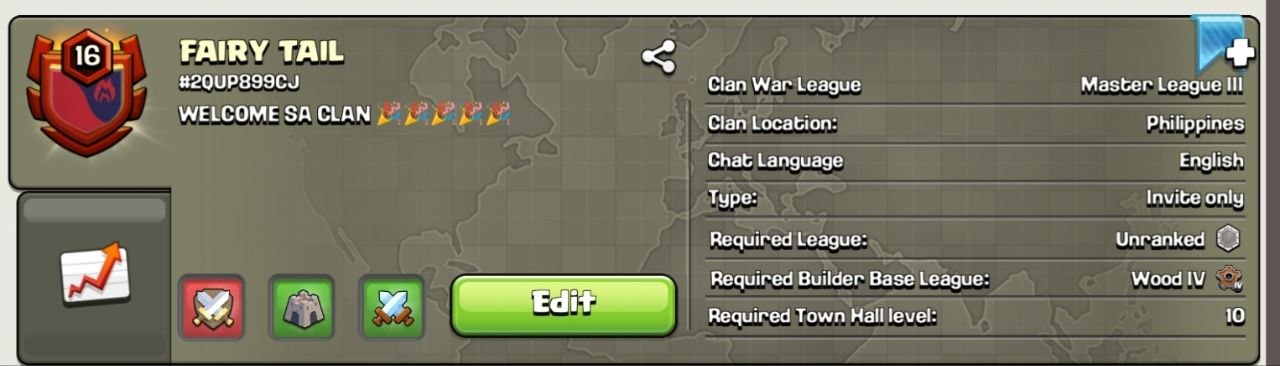 16
FAIRY TAIL
#2QUP899CJ
WELCOME SA CLAN 🎉🎉🎉🎉🎉
Edit
Clan War League Master League III
Clan Location: Philippines
Chat Language English
Type: Invite only
Required League: Unranked
Required Builder Base League: Wood IV IV
Required Town Hall level: 10